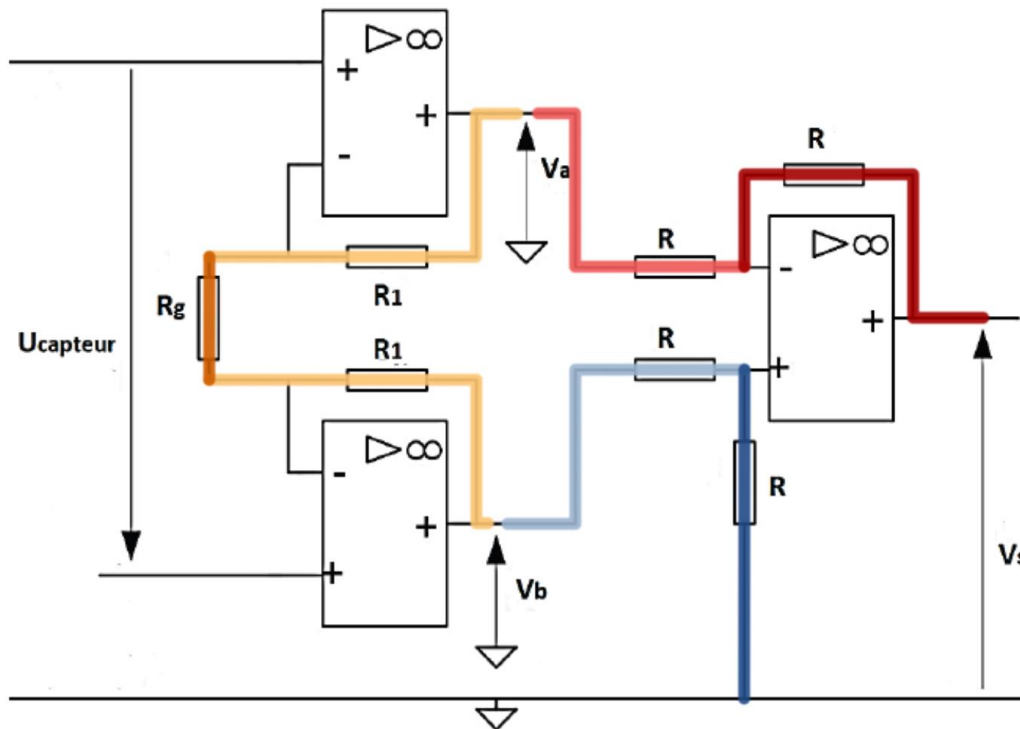 ▷∞
+
+
-
Va
R
R
▷∞
-
+
+
R1
Rg
R1
Ucapteur
R
▷∞
-
+
+
R
Vb